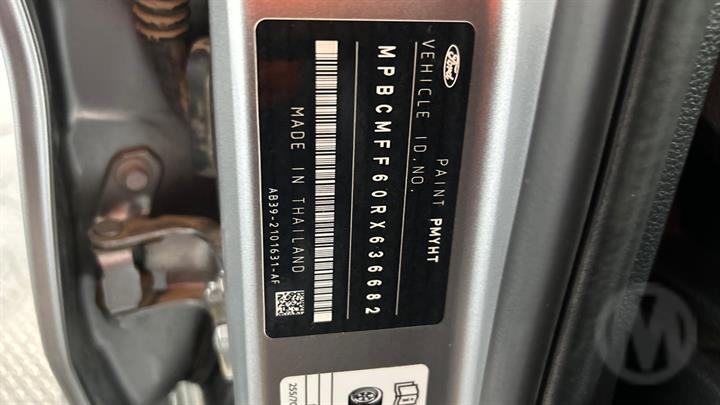 Ford
VEHICLE ID.NO. PAINT PMYHT
MPBCMFF60RX636682
MADE IN THAILAND
AB39-2101631-AF
M